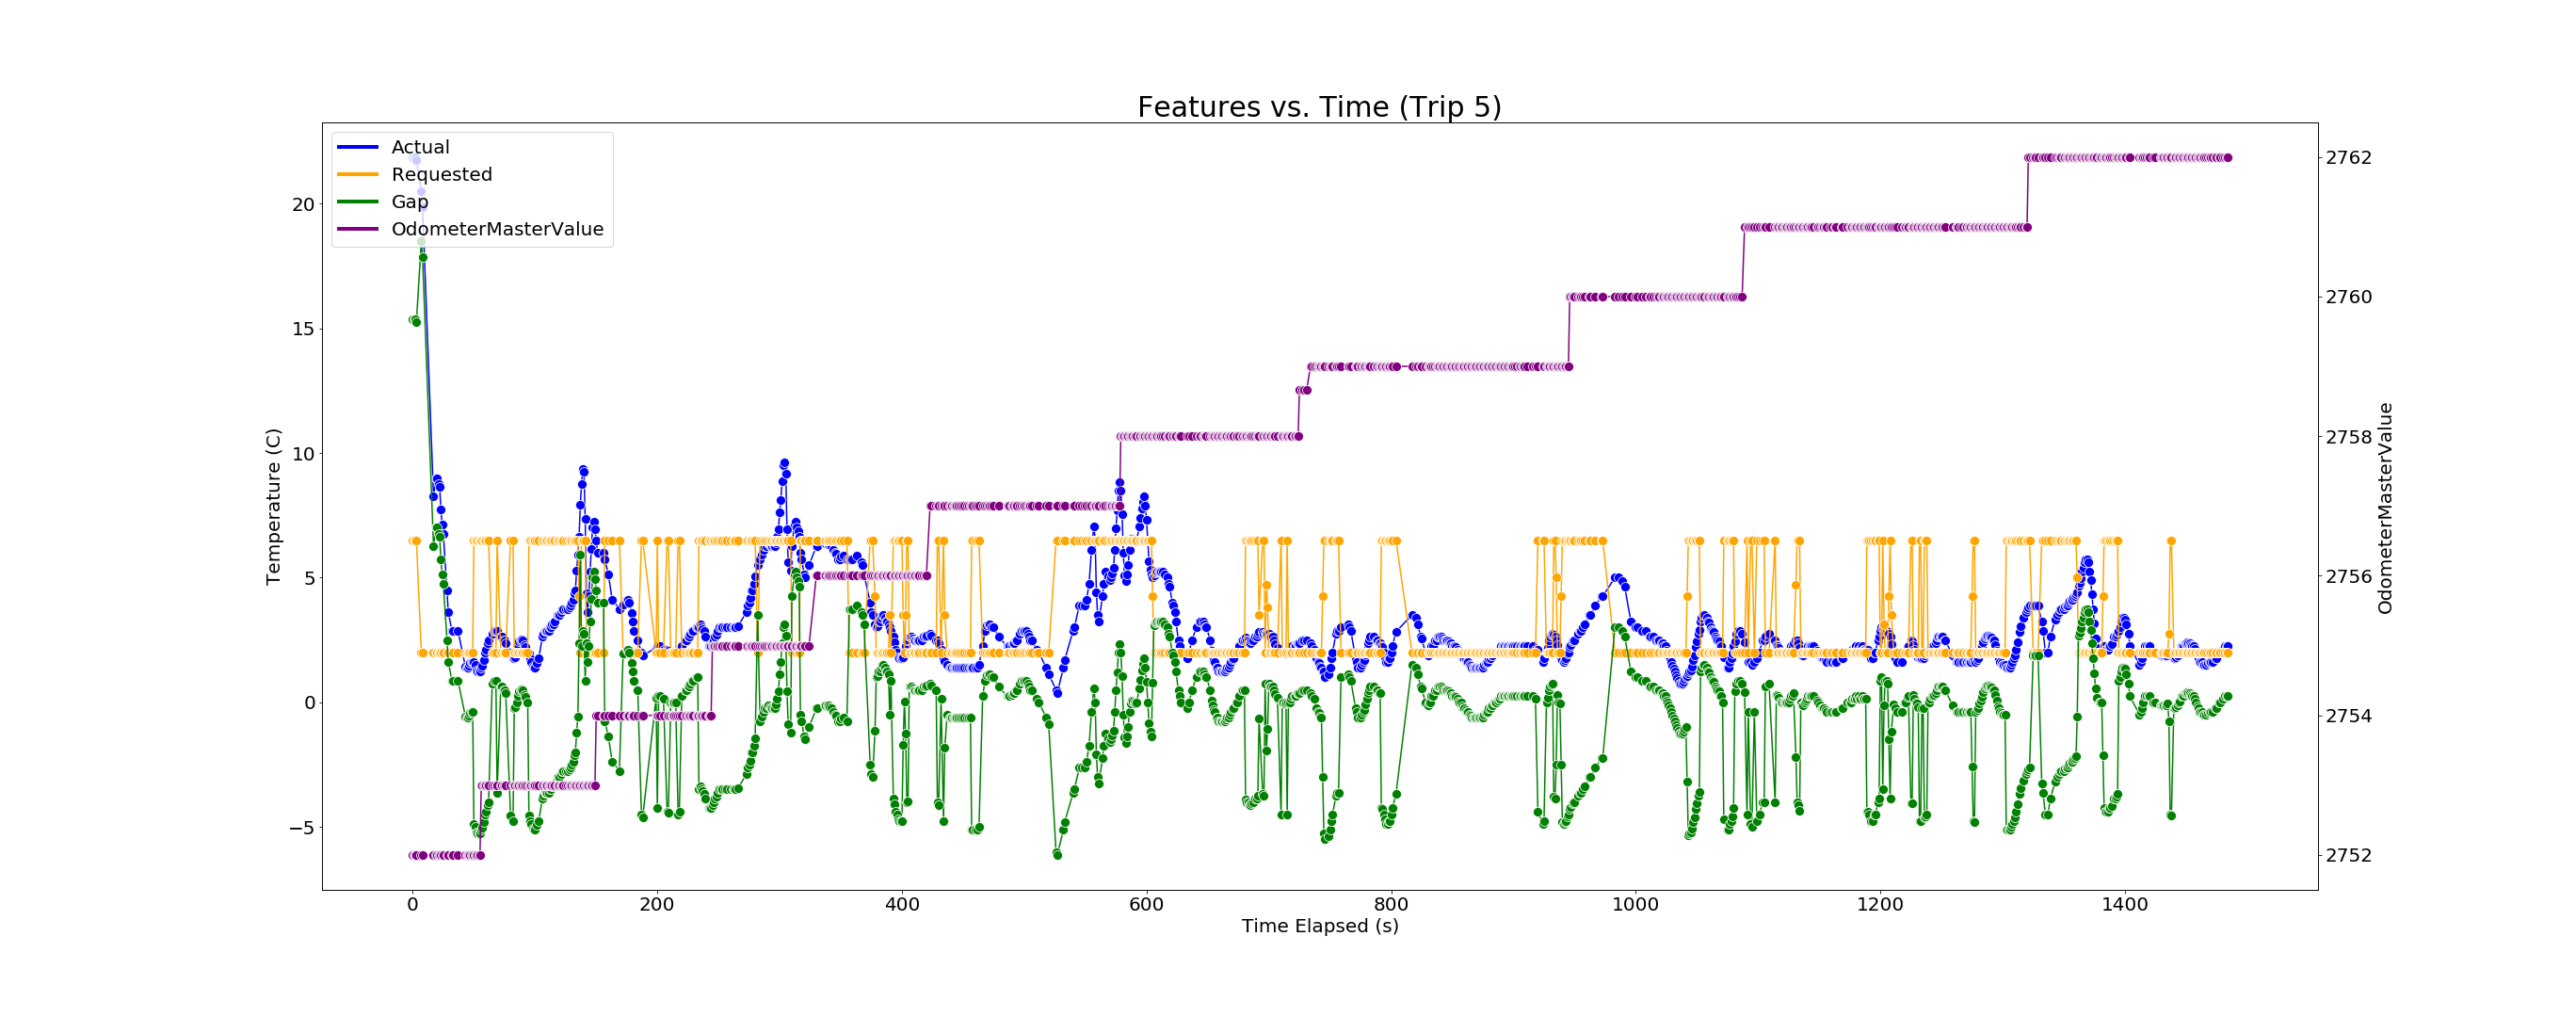 Features vs. Time (Trip 5)
Actual
Requested
Gap
OdometerMasterValue
Temperature (C)
20
15
10
5
0
−5
2762
2760
2758
2756
2754
2752
OdometerMasterValue
0 200 400 600 800 1000 1200 1400
Time Elapsed (s)